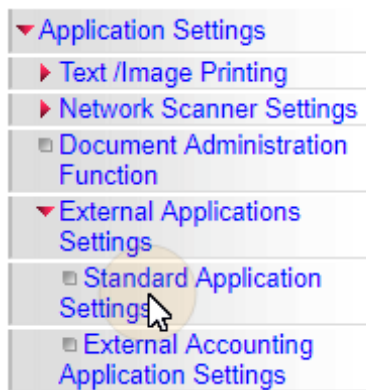 Application Settings
Text /Image Printing
Network Scanner Settings
Document Administration
Function
External Applications
Settings
Standard Application
Settings
External Accounting
Application Settings